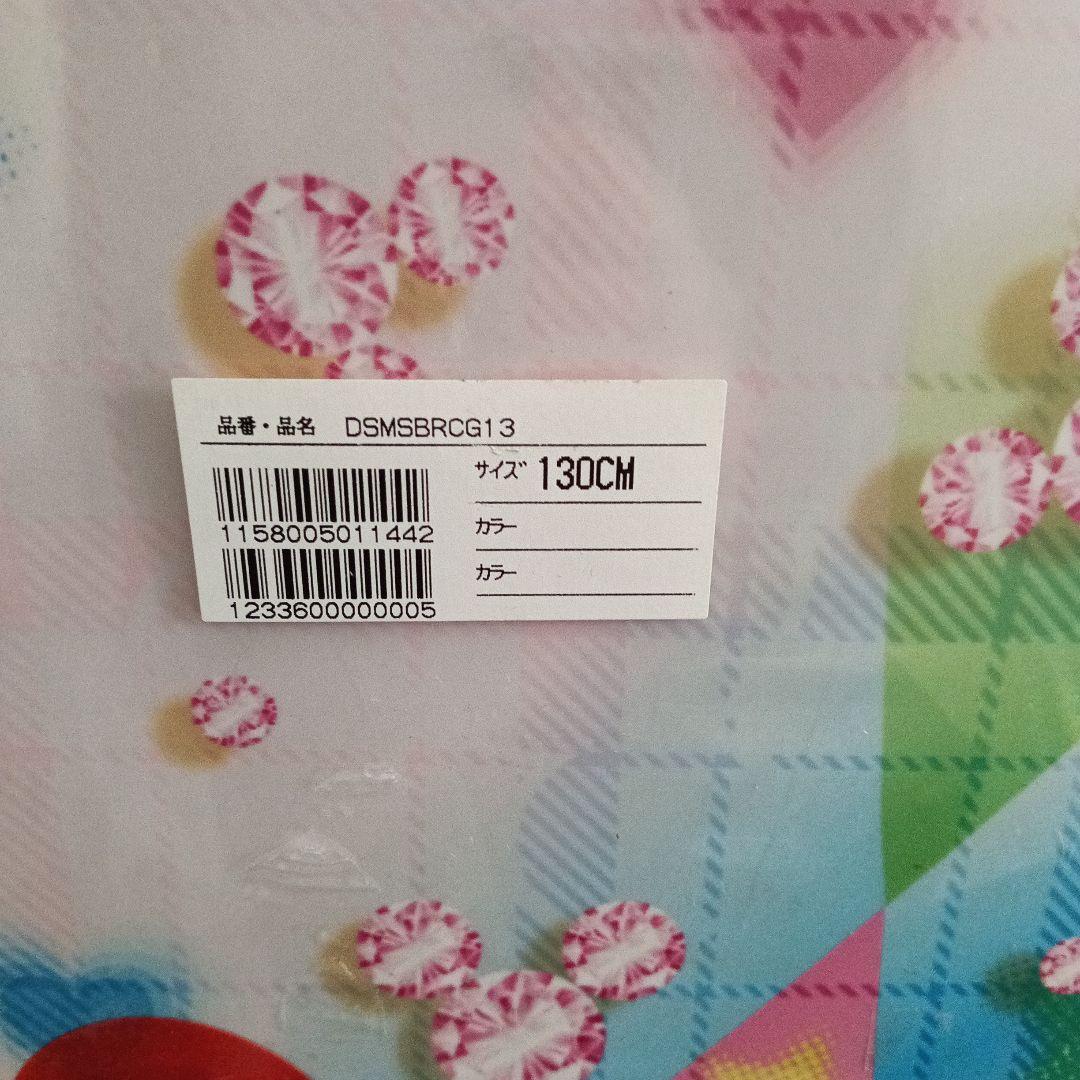 品番・品名 DSMSBRCG13
サイズ 130CM
1158005011442
カラー
カラー
1233600000005